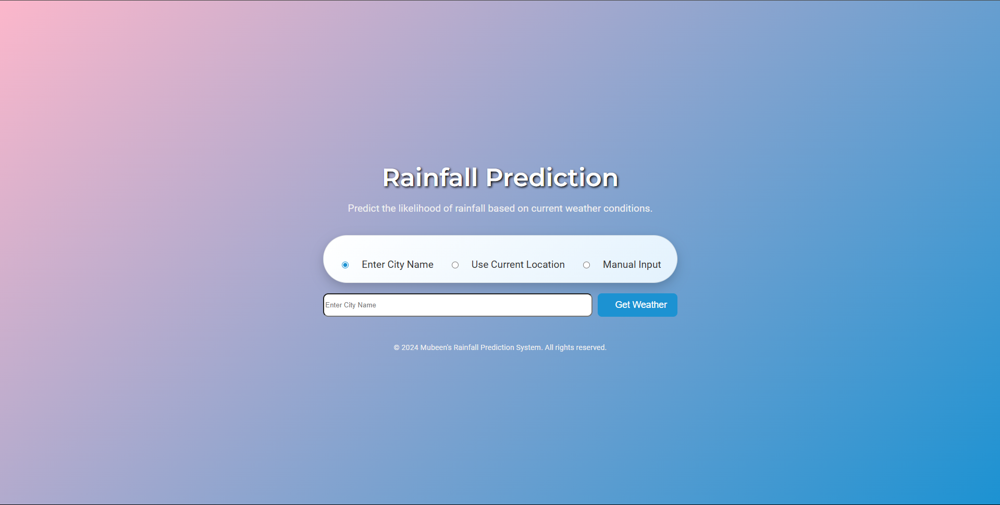 Rainfall Prediction
Predict the likelihood of rainfall based on current weather conditions.
Enter City Name Use Current Location Manual Input
Enter City Name Get Weather
© 2024 Mubeen's Rainfall Prediction System. All rights reserved.